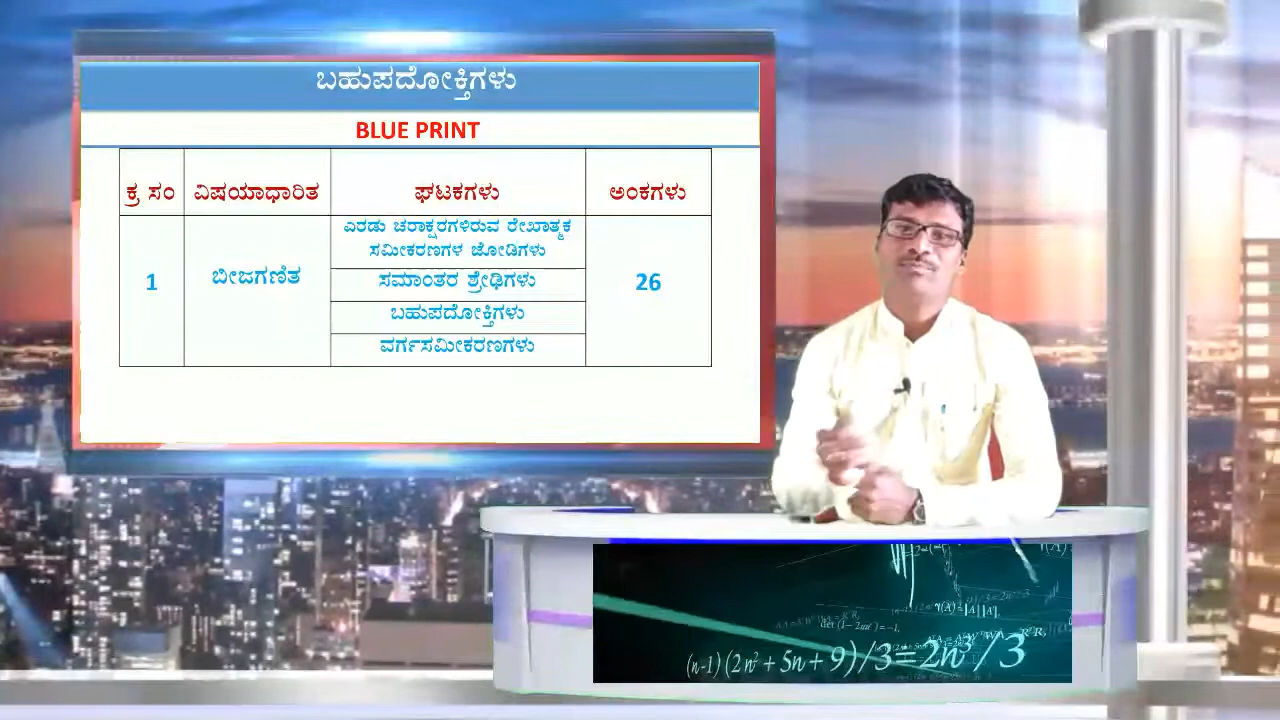 ಬಹುಪದೋಕ್ತಿಗಳು
BLUE PRINT
ಕ್ರ ಸಂ ವಿಷಯಾಧಾರಿತ ಘಟಕಗಳು ಅಂಕಗಳು
ಎರಡು ಚರಾಕ್ಷರಗಳಿರುವ ರೇಖಾತ್ಮಕ
ಸಮೀಕರಣಗಳ ಜೋಡಿಗಳು
1 ಬೀಜಗಣಿತ ಸಮಾಂತರ ಶ್ರೇಢಿಗಳು 26
ಬಹುಪದೋಕ್ತಿಗಳು
ವರ್ಗಸಮೀಕರಣಗಳು
(n-1)(2n²+5n+9)/3=2n³/3